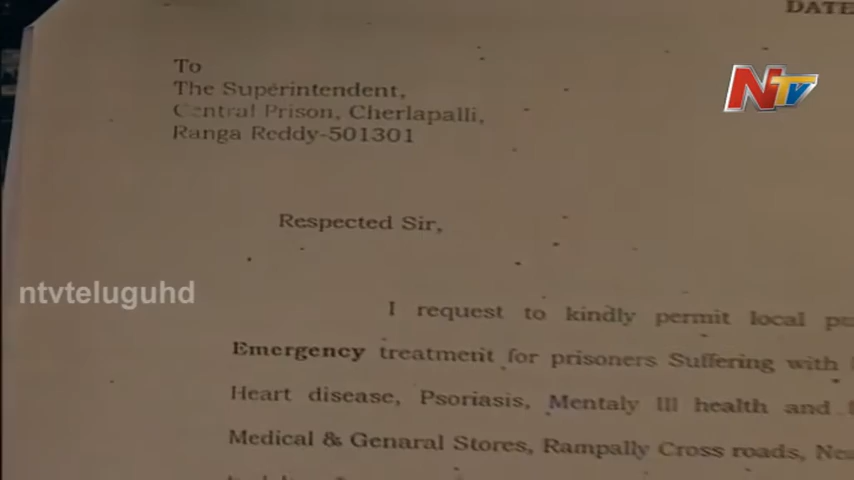 DATE
To
The Superintendent,
Central Prison, Cherlapalli,
Ranga Reddy-501301
NTV
Respected Sir,
ntvteluguhd
I request to kindly permit local
Emergency treatment for prisoners Suffering with
Heart disease, Psoriasis, Mentaly Ill health and
Medical & Genaral Stores, Rampally Cross roads,